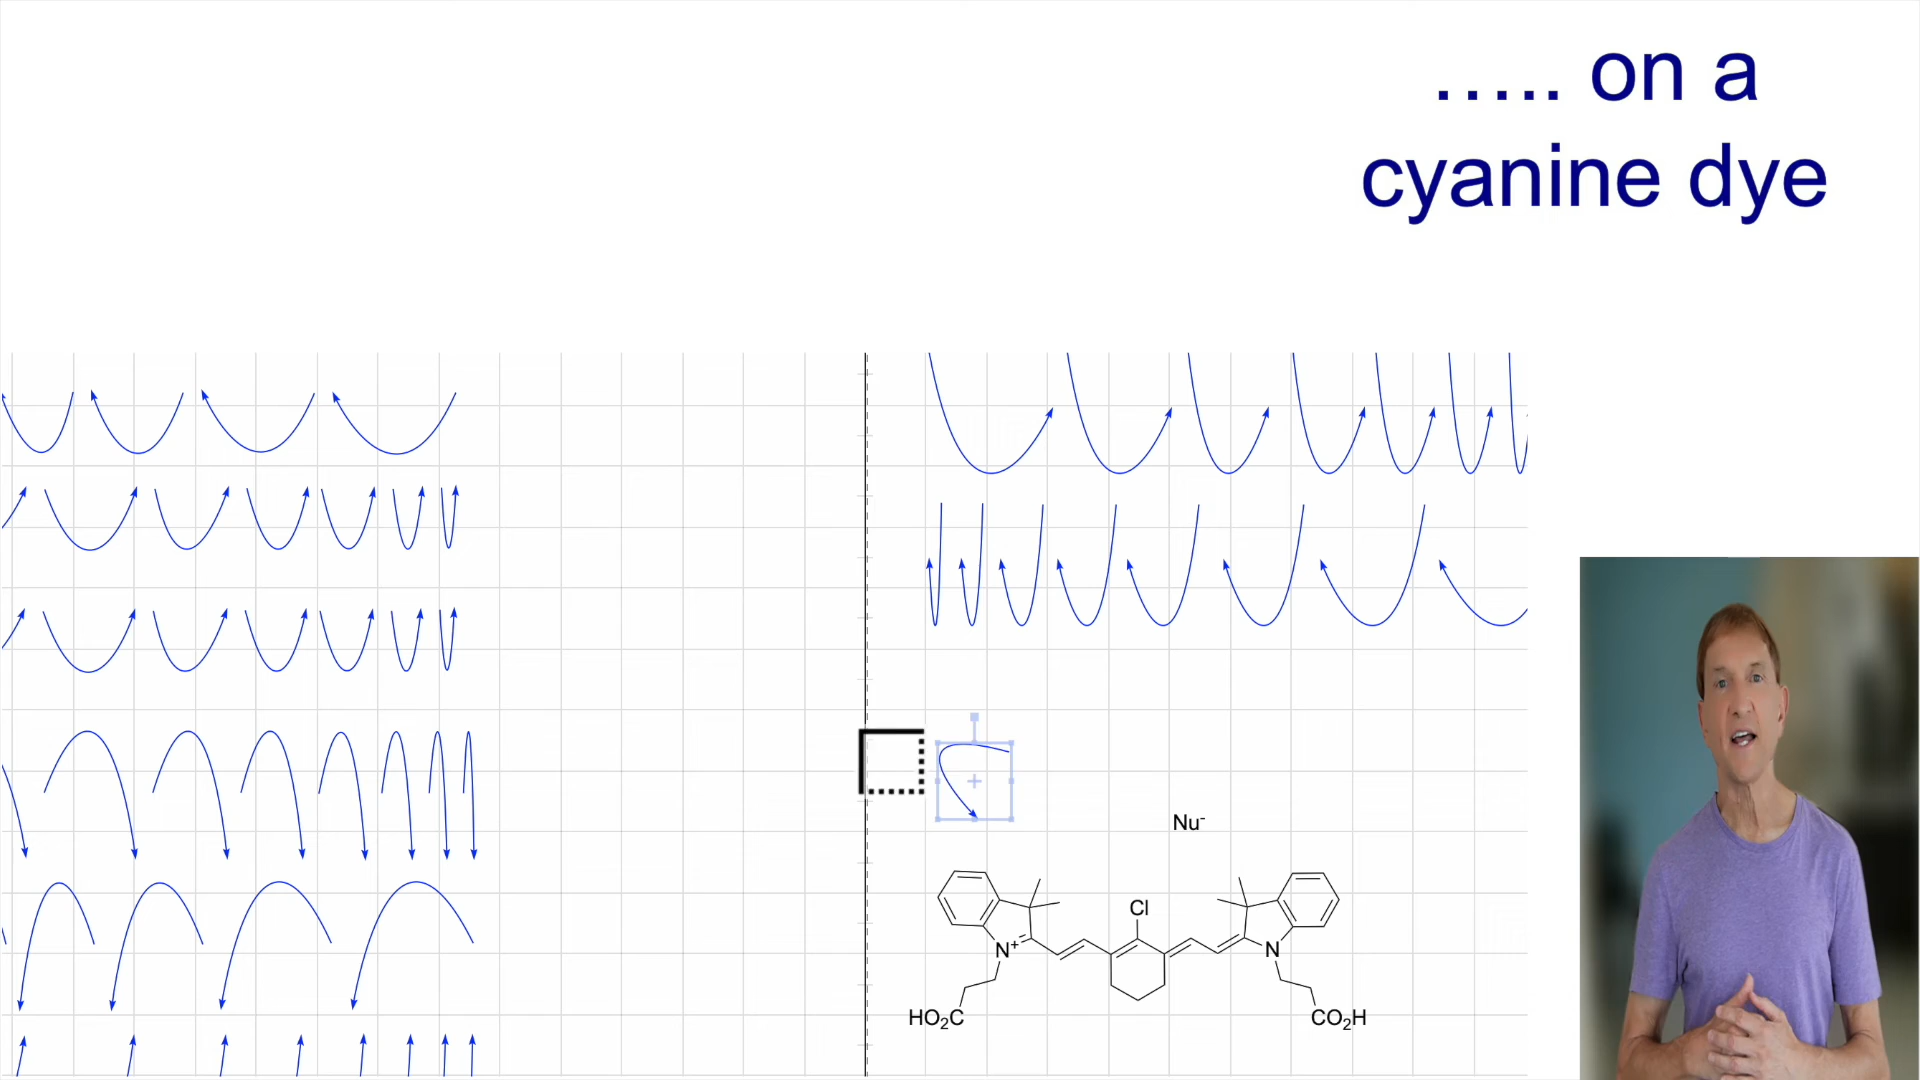 ….. on a
cyanine dye
Nu⁻
Cl
N⁺
N
HO₂C
CO₂H